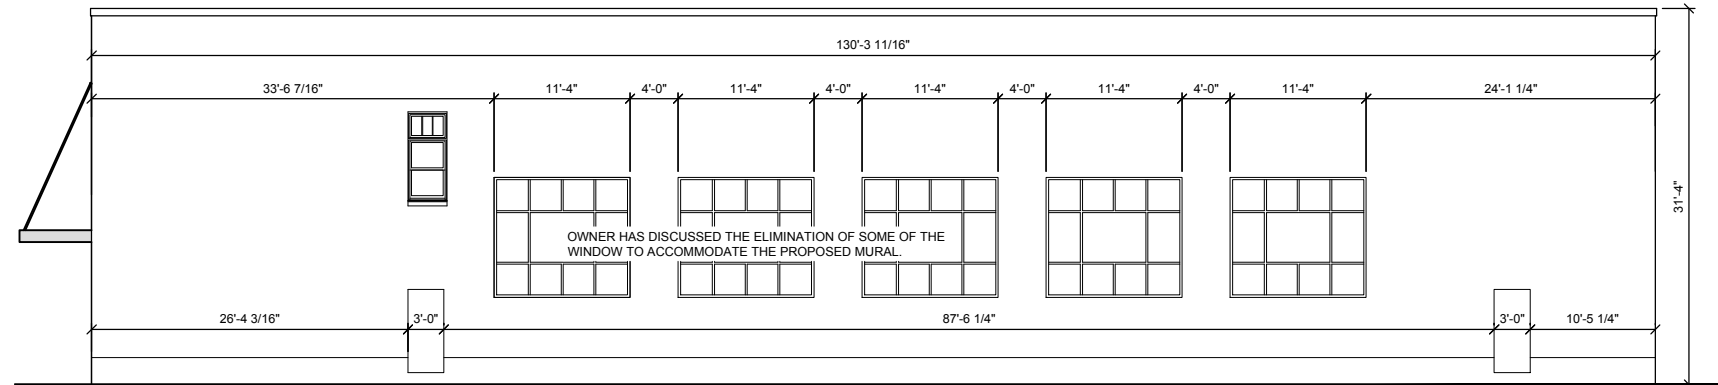 130'-3 11/16"
33'-6 7/16" 11'-4" 4'-0" 11'-4" 4'-0" 11'-4" 4'-0" 11'-4" 4'-0" 11'-4" 24'-1 1/4"
31'-4"
OWNER HAS DISCUSSED THE ELIMINATION OF SOME OF THE
WINDOW TO ACCOMMODATE THE PROPOSED MURAL.
26'-4 3/16" 3'-0" 87'-6 1/4" 3'-0" 10'-5 1/4"